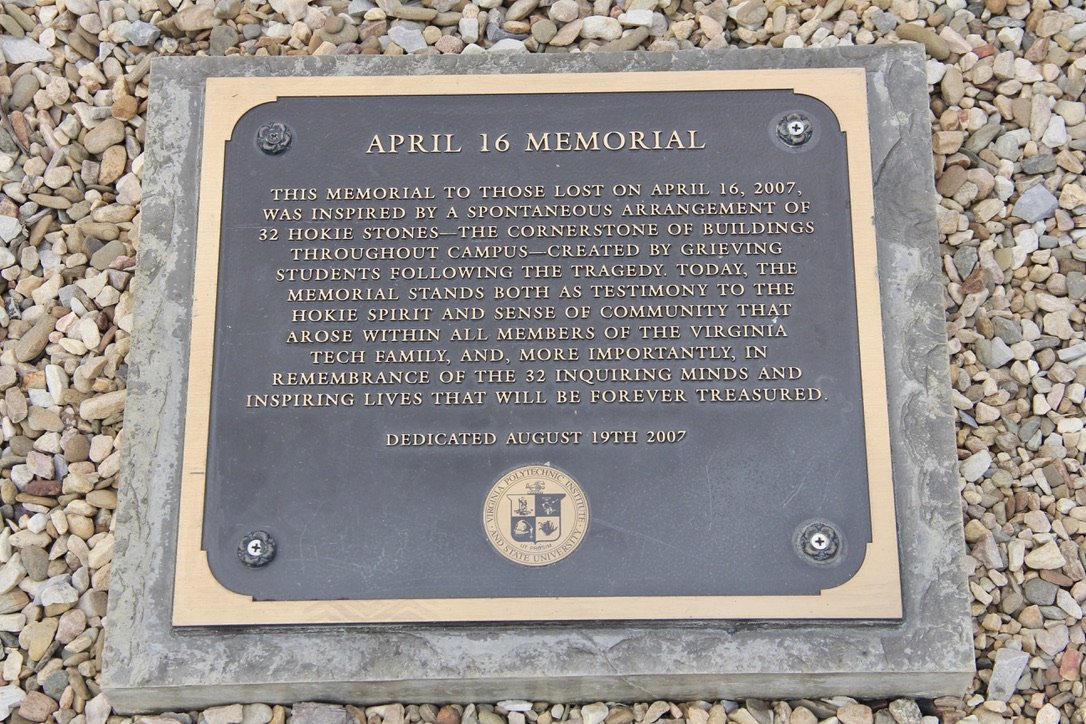 APRIL 16 MEMORIAL
THIS MEMORIAL TO THOSE LOST ON APRIL 16, 2007,
WAS INSPIRED BY A SPONTANEOUS ARRANGEMENT OF
32 HOKIE STONES—THE CORNERSTONE OF BUILDINGS
THROUGHOUT CAMPUS—CREATED BY GRIEVING
STUDENTS FOLLOWING THE TRAGEDY. TODAY, THE
MEMORIAL STANDS BOTH AS TESTIMONY TO THE
HOKIE SPIRIT AND SENSE OF COMMUNITY THAT
AROSE WITHIN ALL MEMBERS OF THE VIRGINIA
TECH FAMILY, AND, MORE IMPORTANTLY, IN
REMEMBRANCE OF THE 32 INQUIRING MINDS AND
INSPIRING LIVES THAT WILL BE FOREVER TREASURED.
DEDICATED AUGUST 19TH 2007
VIRGINIA POLYTECHNIC INSTITUTE
AND STATE UNIVERSITY
UT PROSIM